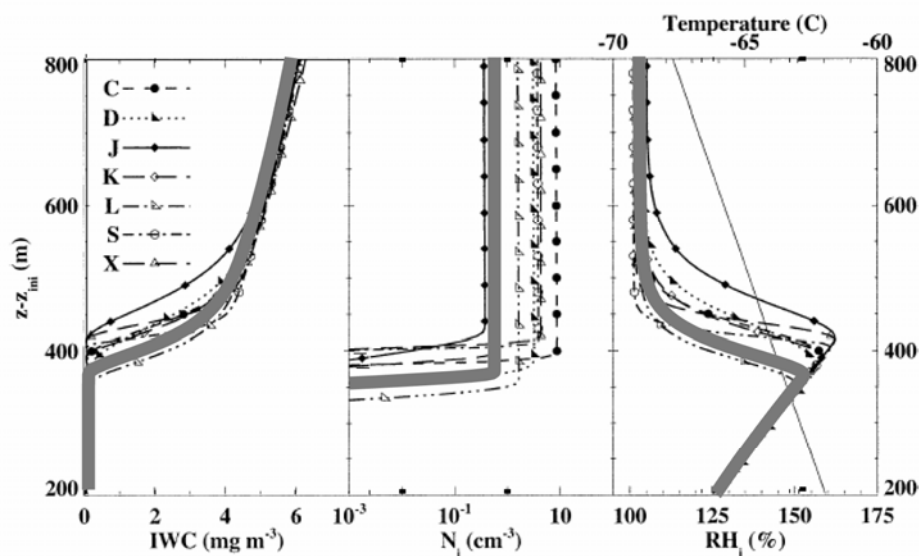 Temperature (C)
-70 -65 -60
800 800
C
D
J
K
L
S
X
600 600
z-z_ini (m)
400 400
200 200
0 2 4 6 10^-3 10^-1 10 100 125 150 175
IWC (mg m^-3) N_i (cm^-3) RH_i (%)